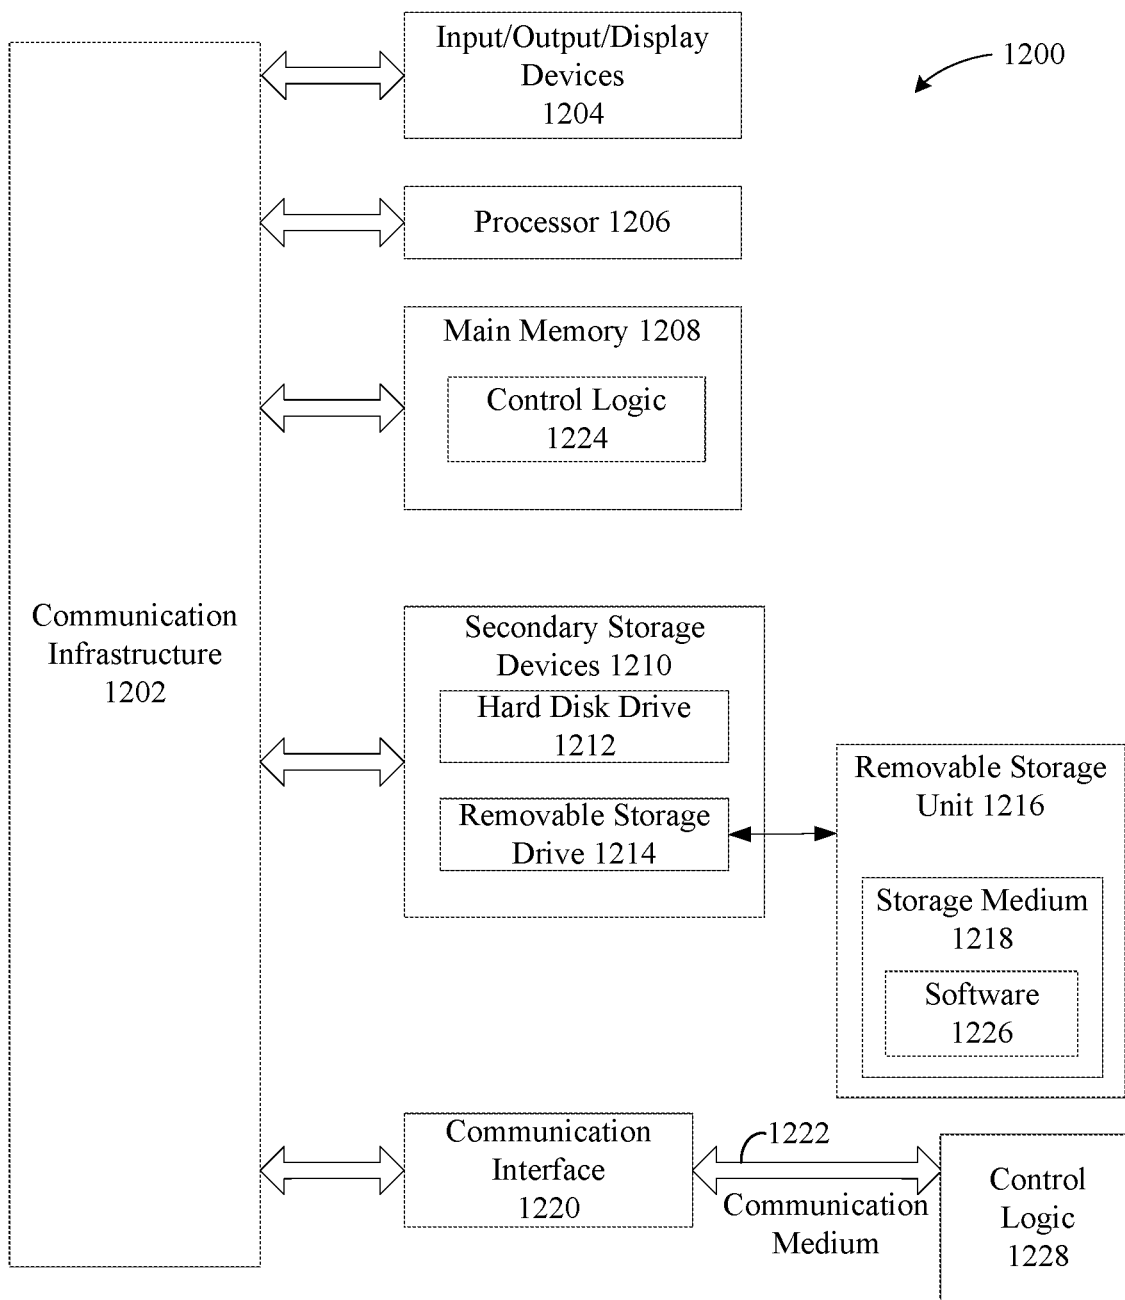 Input/Output/Display
Devices
1204
1200
Processor 1206
Main Memory 1208
Control Logic
1224
Communication
Infrastructure
1202
Secondary Storage
Devices 1210
Hard Disk Drive
1212
Removable Storage
Drive 1214
Removable Storage
Unit 1216
Storage Medium
1218
Software
1226
Communication
Interface
1220
1222
Communication
Medium
Control
Logic
1228